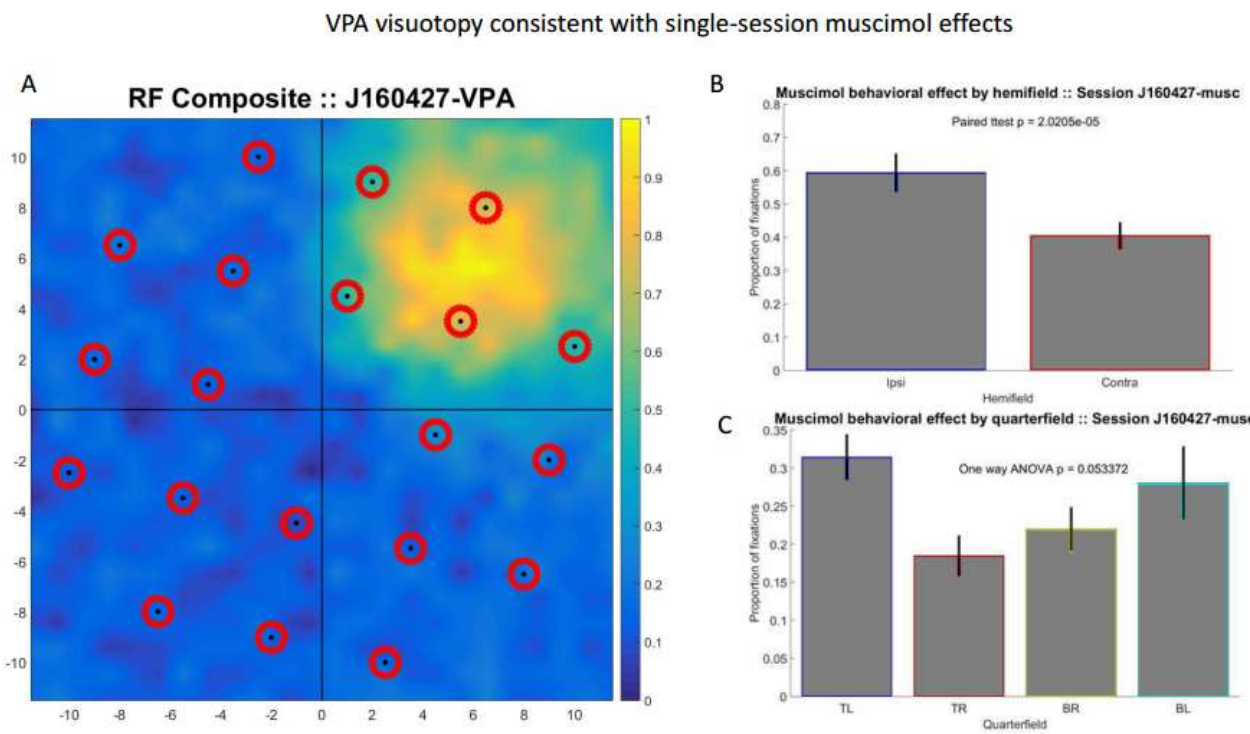 VPA visuotopy consistent with single-session muscimol effects
A
RF Composite :: J160427-VPA
10
8
6
4
2
0
-2
-4
-6
-8
-10
-10 -8 -6 -4 -2 0 2 4 6 8 10
1
0.9
0.8
0.7
0.6
0.5
0.4
0.3
0.2
0.1
0
B
Muscimol behavioral effect by hemifield :: Session J160427-musc
Paired ttest p = 2.0205e-05
Proportion of fixations
0.8
0.7
0.6
0.5
0.4
0.3
0.2
0.1
0
Ipsi Contra
Hemifield
C
Muscimol behavioral effect by quarterfield :: Session J160427-musc
One way ANOVA p = 0.053372
Proportion of fixations
0.35
0.3
0.25
0.2
0.15
0.1
0.05
0
TL TR BR BL
Quarterfield